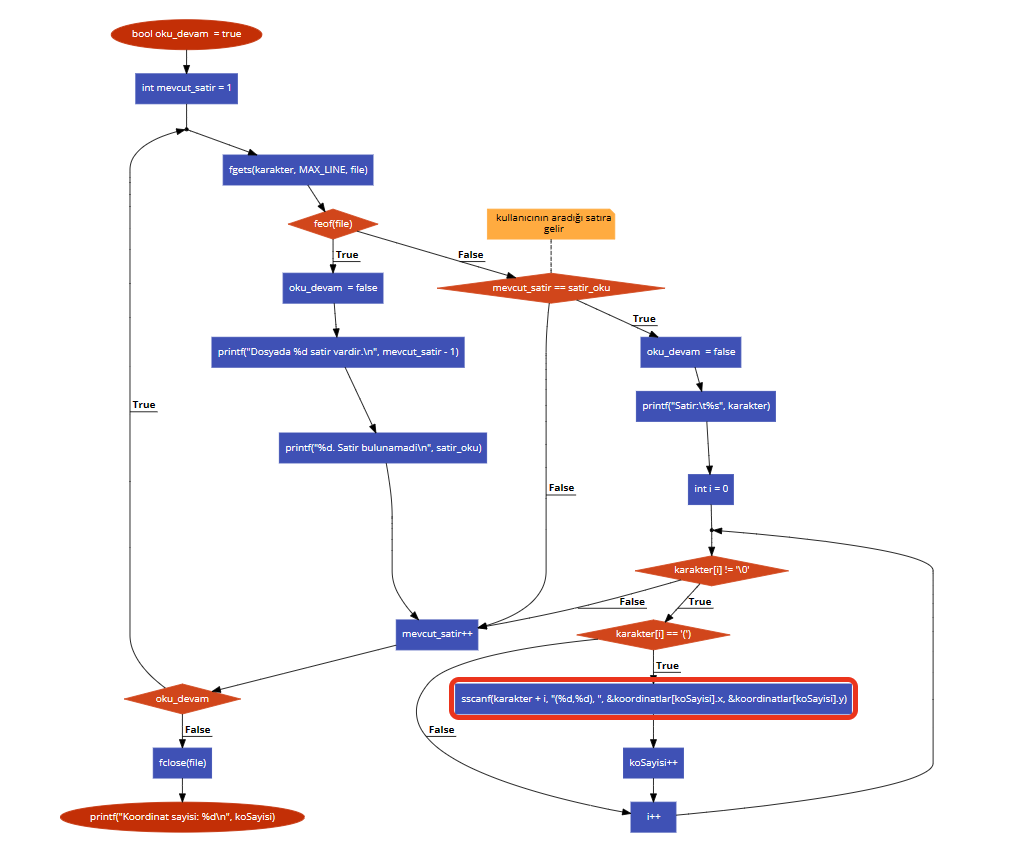 bool oku_devam  = true
int mevcut_satir = 1
fgets(karakter, MAX_LINE, file)
feof(file)
kullanıcının aradığı satıra
gelir
True
False
oku_devam  = false
mevcut_satir == satir_oku
True
printf("Dosyada %d satir vardir.\n", mevcut_satir - 1)
oku_devam  = false
True
printf("Satir:\t%s", karakter)
printf("%d. Satir bulunamadi\n", satir_oku)
False
int i = 0
karakter[i] != '\0'
False
True
mevcut_satir++
karakter[i] == '(')
True
oku_devam
sscanf(karakter + i, "(%d,%d), ", &koordinatlar[koSayisi].x, &koordinatlar[koSayisi].y)
False
False
fclose(file)
koSayisi++
printf("Koordinat sayisi: %d\n", koSayisi)
i++